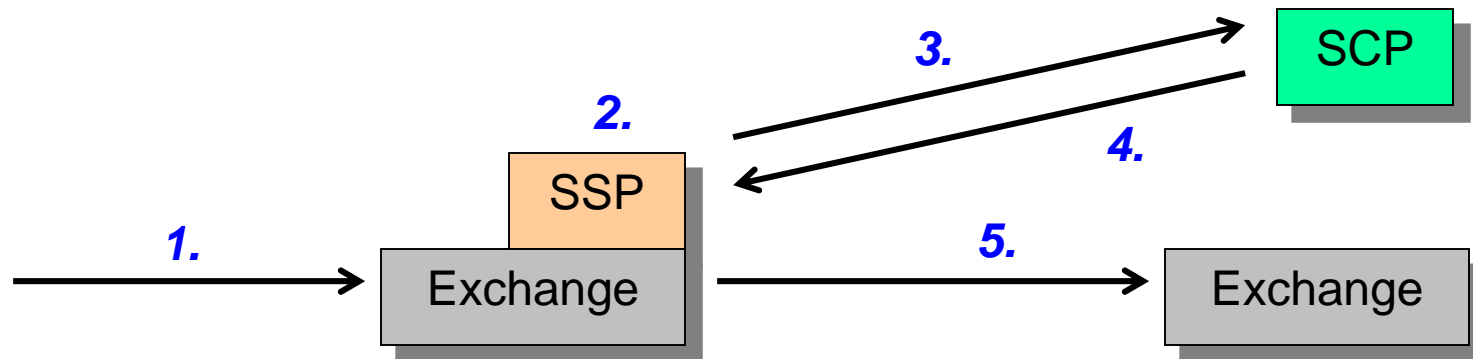 3.
SCP
2.
4.
SSP
1.
5.
Exchange
Exchange